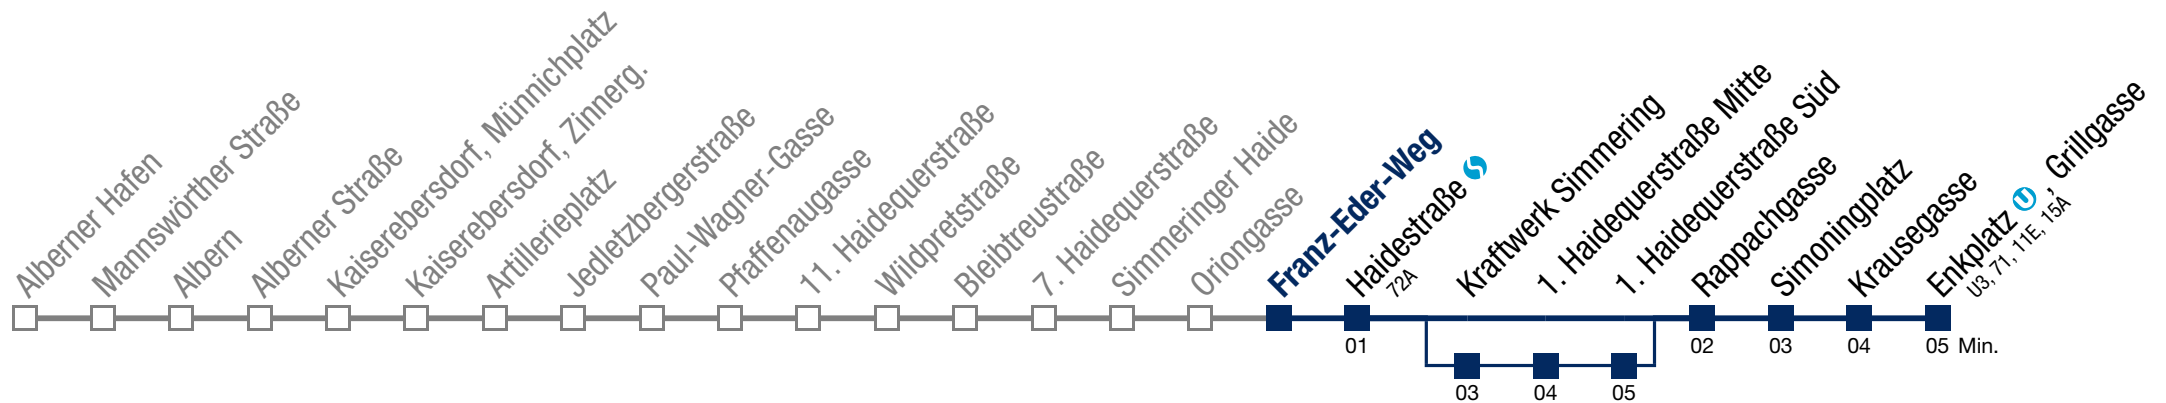 Alberner Hafen
Mannswörther Straße
Albern
Alberner Straße
Kaiserebersdorf, Münnichplatz
Kaiserebersdorf, Zinnerg.
Artillerieplatz
Jedletzbergerstraße
Paul-Wagner-Gasse
Pfaffenaugasse
11. Haidequerstraße
Wildpretstraße
Bleibtreustraße
7. Haidequerstraße
Simmeringer Haide
Oriongasse
Franz-Eder-Weg
Haidestraße S
72A
Kraftwerk Simmering
1. Haidequerstraße Mitte
1. Haidequerstraße Süd
Rappachgasse
Simoningplatz
Krausegasse
Enkplatz U, Grillgasse
U3, 71, 11E, 15A
01 02 03 04 05 Min.
03 04 05